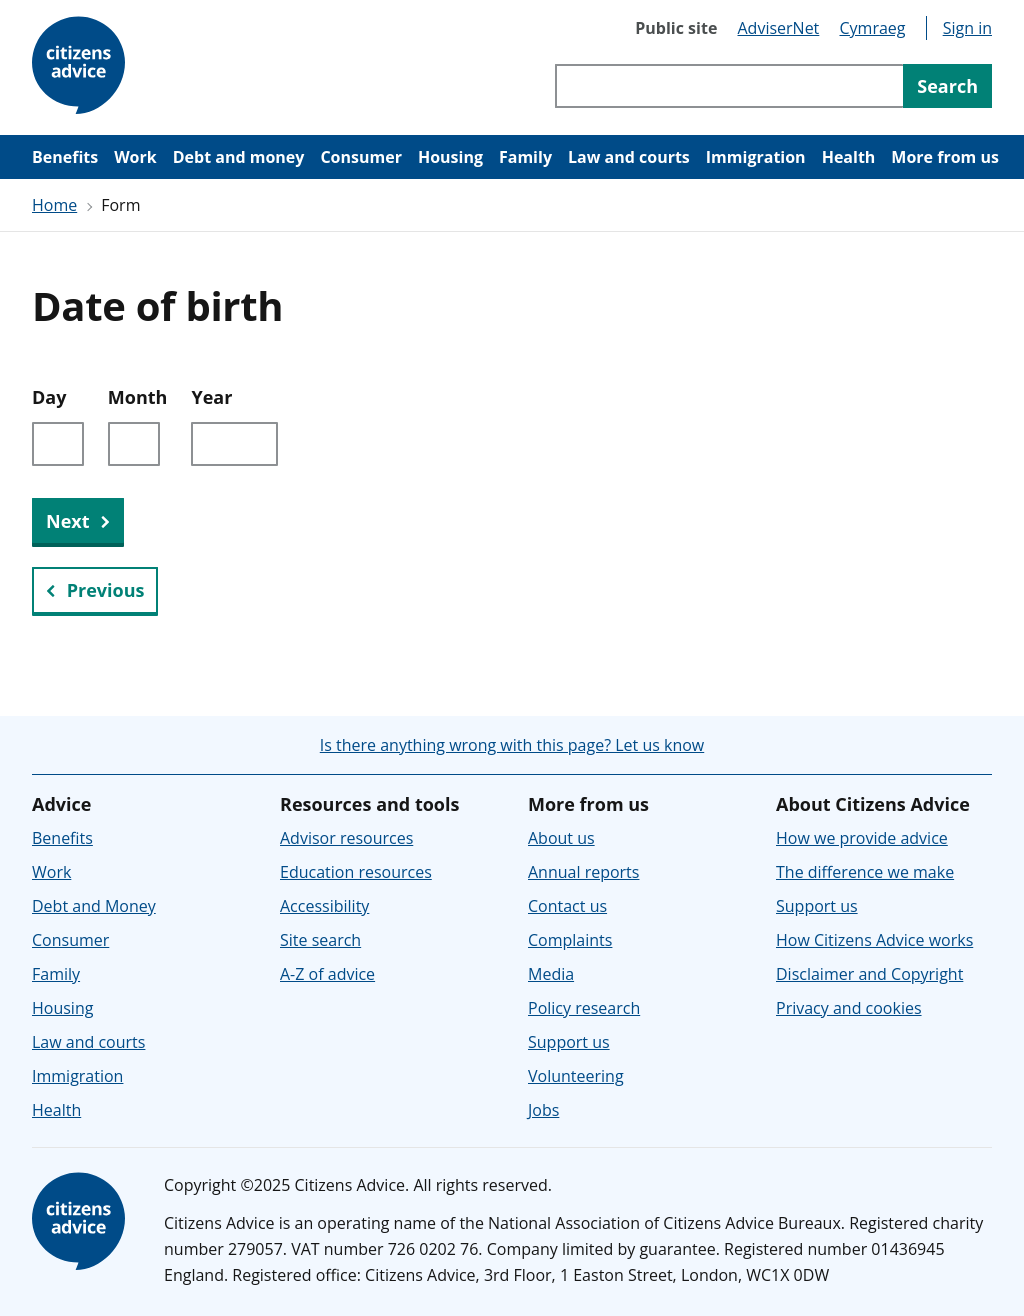 citizens
advice
Public site AdviserNet Cymraeg Sign in
Search
Benefits Work Debt and money Consumer Housing Family Law and courts Immigration Health More from us
Home Form
Date of birth
Day Month Year
Next
Previous
Is there anything wrong with this page? Let us know
Advice
Benefits
Work
Debt and Money
Consumer
Family
Housing
Law and courts
Immigration
Health
Resources and tools
Advisor resources
Education resources
Accessibility
Site search
A-Z of advice
More from us
About us
Annual reports
Contact us
Complaints
Media
Policy research
Support us
Volunteering
Jobs
About Citizens Advice
How we provide advice
The difference we make
Support us
How Citizens Advice works
Disclaimer and Copyright
Privacy and cookies
citizens
advice
Copyright ©2025 Citizens Advice. All rights reserved.
Citizens Advice is an operating name of the National Association of Citizens Advice Bureaux. Registered charity
number 279057. VAT number 726 0202 76. Company limited by guarantee. Registered number 01436945
England. Registered office: Citizens Advice, 3rd Floor, 1 Easton Street, London, WC1X 0DW